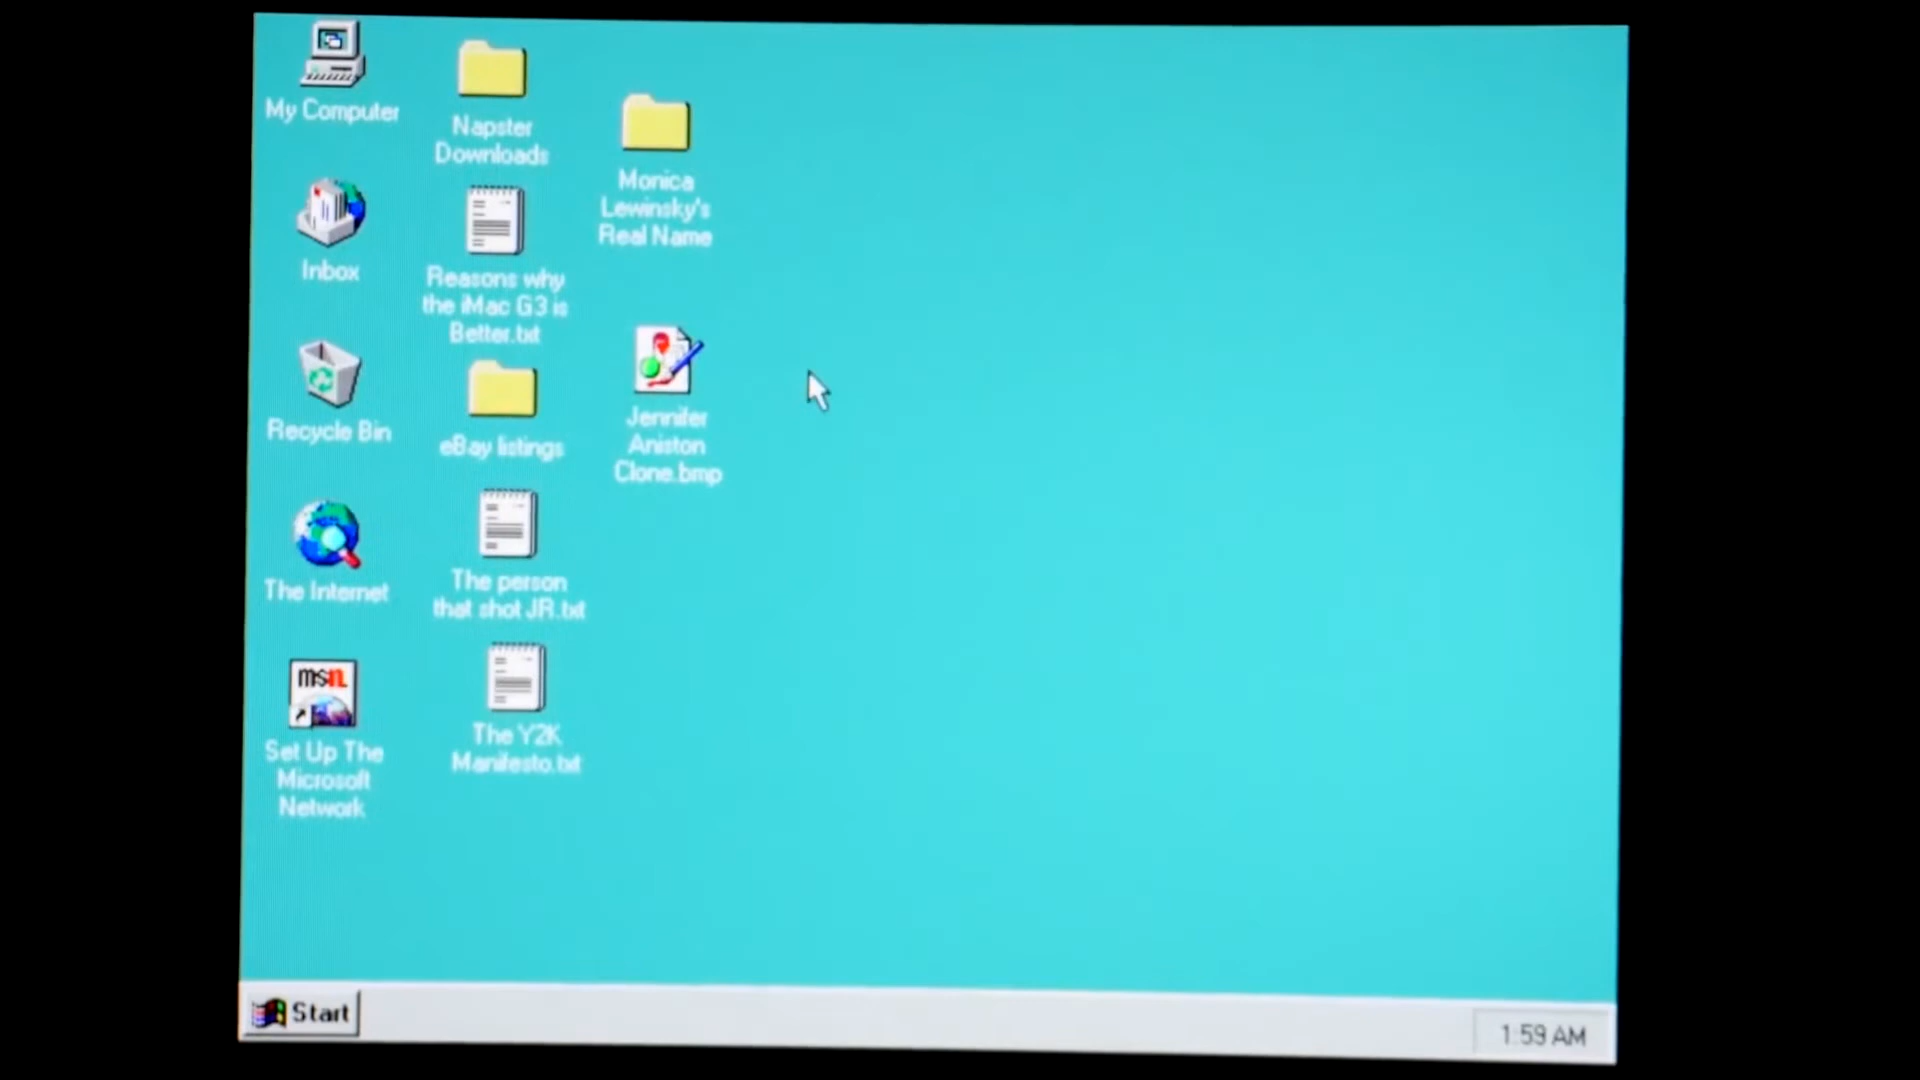 My Computer
Inbox
Recycle Bin
The Internet
msn
Set Up The
Microsoft
Network
Napster
Downloads
Reasons why
the iMac G3 is
Better.txt
eBay listings
The person
that shot JR.txt
The Y2K
Manifesto.txt
Monica
Lewinsky's
Real Name
Jennifer
Aniston
Clone.bmp
Start
1:59 AM